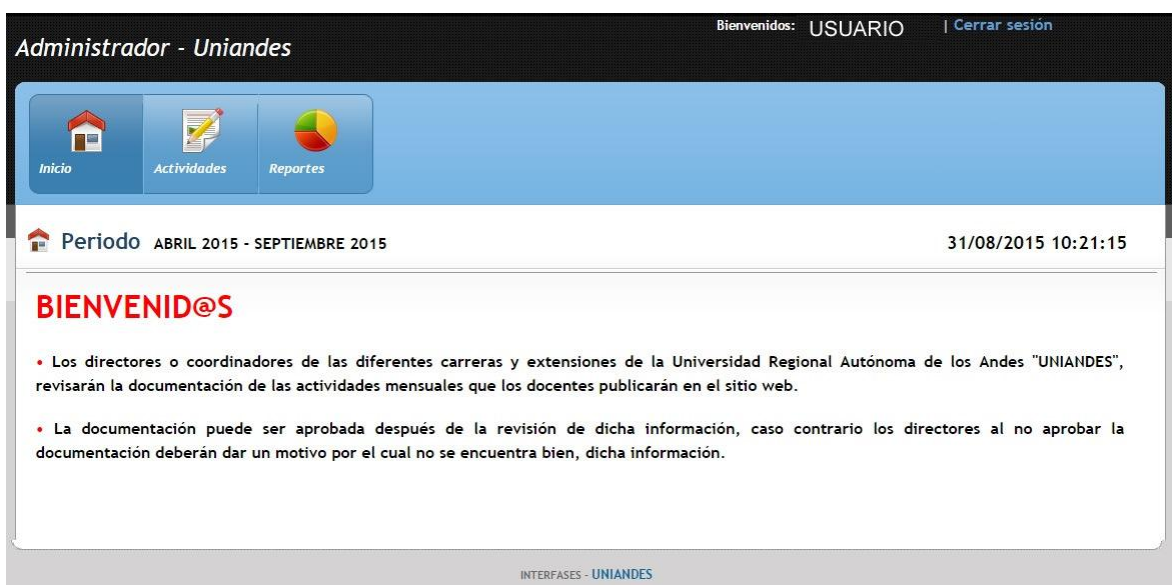 Bienvenidos: USUARIO | Cerrar sesión
Administrador - Uniandes
Inicio Actividades Reportes
Periodo ABRIL 2015 - SEPTIEMBRE 2015 31/08/2015 10:21:15
BIENVENID@S
• Los directores o coordinadores de las diferentes carreras y extensiones de la Universidad Regional Autónoma de los Andes "UNIANDES",
revisarán la documentación de las actividades mensuales que los docentes publicarán en el sitio web.
• La documentación puede ser aprobada después de la revisión de dicha información, caso contrario los directores al no aprobar la
documentación deberán dar un motivo por el cual no se encuentra bien, dicha información.
INTERFASES - UNIANDES